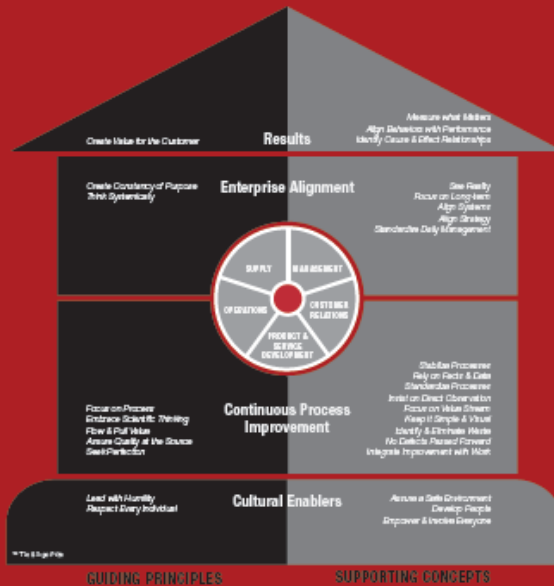 Create Value for the Customer
Results
Measure what Matters
Align Behaviors with Performance
Identify Cause & Effect Relationships
Create Constancy of Purpose
Think Systemically
Enterprise Alignment
See Reality
Focus on Long-term
Align Systems
Align Strategy
Standardize Daily Management
SUPPLY
MANAGEMENT
OPERATIONS
CUSTOMER
RELATIONS
PRODUCT &
SERVICE
DEVELOPMENT
Focus on Process
Embrace Scientific Thinking
Flow & Pull Value
Assure Quality at the Source
Seek Perfection
Continuous Process
Improvement
Stabilize Processes
Rely on Facts & Data
Standardize Processes
Insist on Direct Observation
Focus on Value Stream
Keep it Simple & Visual
Identify & Eliminate Waste
No Defects Passed Forward
Integrate Improvement with Work
Lead with Humility
Respect Every Individual
Cultural Enablers
Assure a Safe Environment
Develop People
Empower & Involve Everyone
GUIDING PRINCIPLES
SUPPORTING CONCEPTS